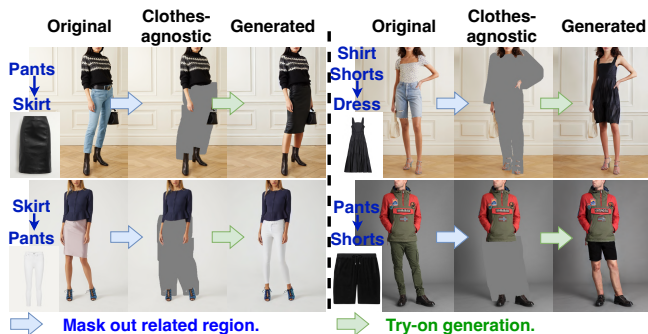 Original Clothes-agnostic Generated Original Clothes-agnostic Generated
Pants
Skirt
Shirt
Shorts
Dress
Skirt
Pants
Pants
Shorts
Mask out related region.
Try-on generation.